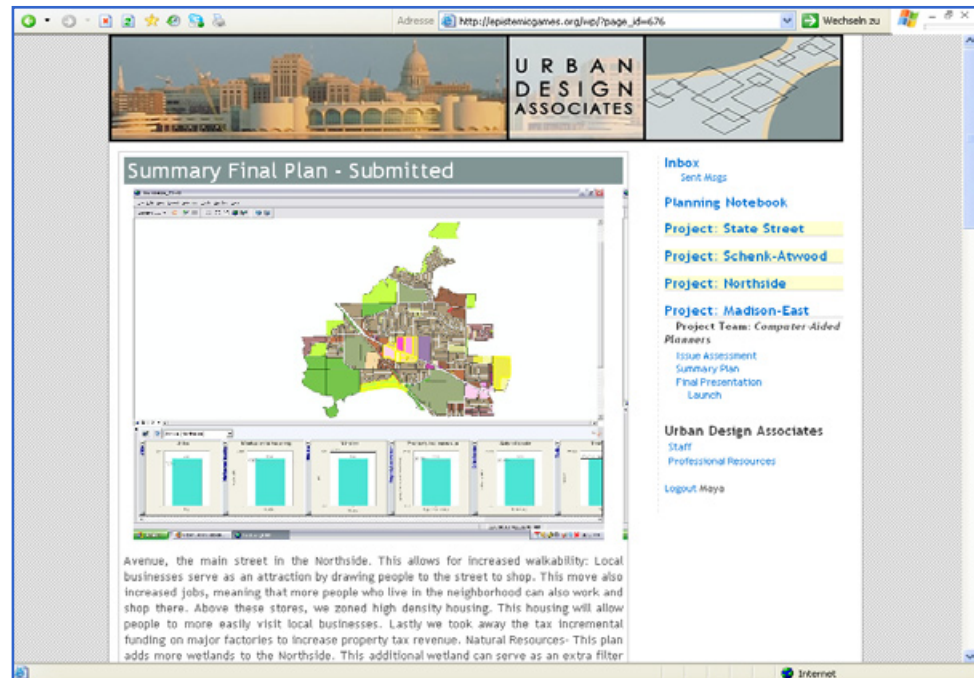 Adresse http://epistemicgames.org/wp/?page_id=676 Wechseln zu
URBAN
DESIGN
ASSOCIATES
Summary Final Plan - Submitted
Avenue, the main street in the Northside. This allows for increased walkability: Local
businesses serve as an attraction by drawing people to the street to shop. This move also
increased jobs, meaning that more people who live in the neighborhood can also work and
shop there. Above these stores, we zoned high density housing. This housing will allow
people to more easily visit local businesses. Lastly we took away the tax incremental
funding on major factories to increase property tax revenue. Natural Resources- This plan
adds more wetlands to the Northside. This additional wetland can serve as an extra filter
Inbox
Sent Msgs
Planning Notebook
Project: State Street
Project: Schenk-Atwood
Project: Northside
Project: Madison-East
Project Team: Computer-Aided
Planners
Issue Assessment
Summary Plan
Final Presentation
Launch
Urban Design Associates
Staff
Professional Resources
Logout Maya
Internet